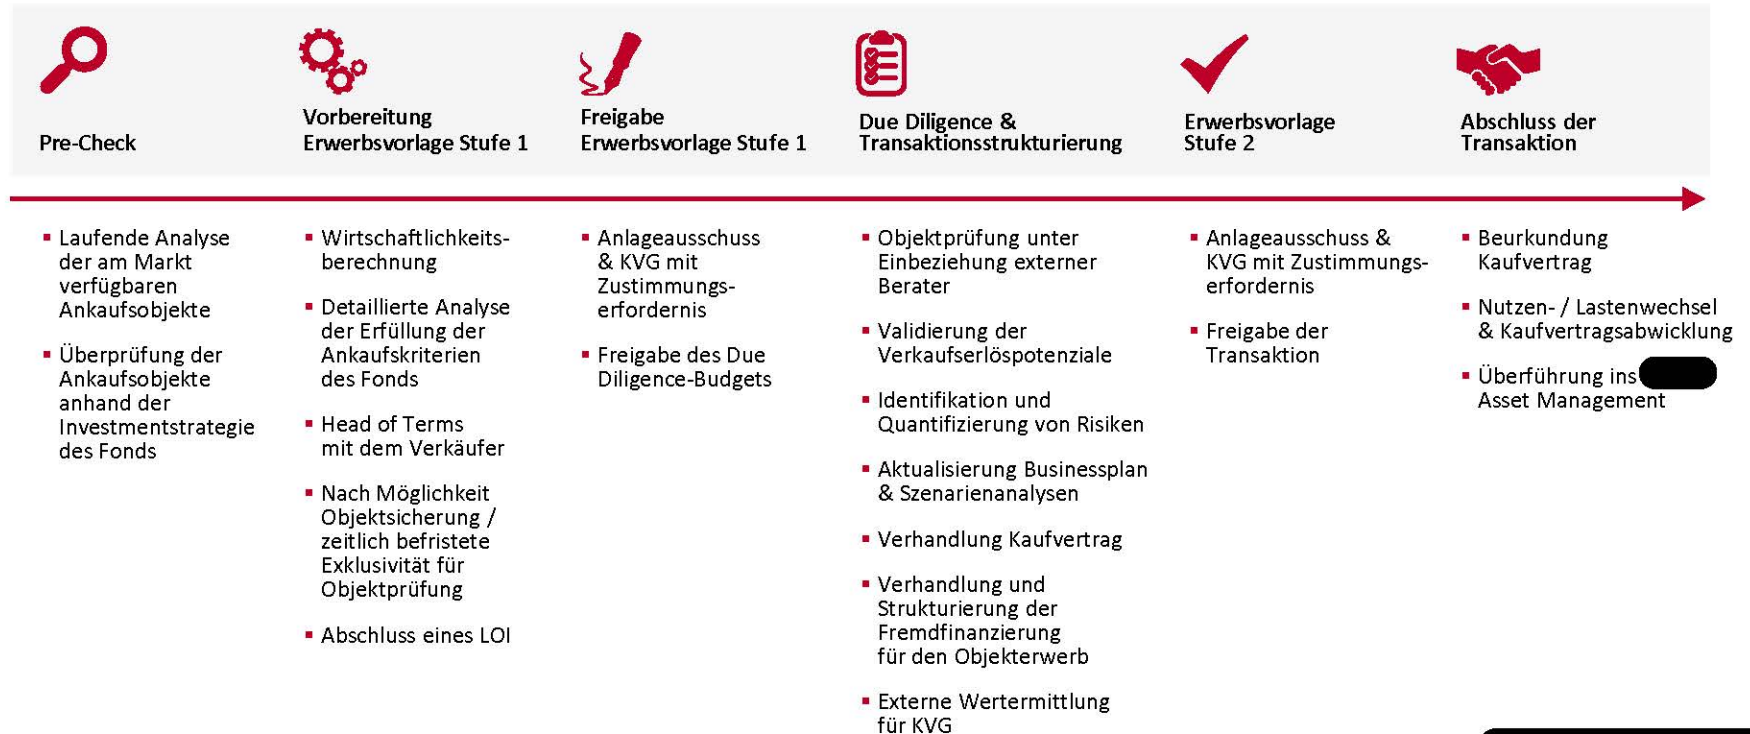 Pre-Check
Vorbereitung
Erwerbsvorlage Stufe 1
Freigabe
Erwerbsvorlage Stufe 1
Due Diligence &
Transaktionsstrukturierung
Erwerbsvorlage
Stufe 2
Abschluss der
Transaktion
▪ Laufende Analyse
der am Markt
verfügbaren
Ankaufsobjekte
▪ Überprüfung der
Ankaufsobjekte
anhand der
Investmentstrategie
des Fonds
▪ Wirtschaftlichkeits-
berechnung
▪ Detaillierte Analyse
der Erfüllung der
Ankaufskriterien
des Fonds
▪ Head of Terms
mit dem Verkäufer
▪ Nach Möglichkeit
Objektsicherung /
zeitlich befristete
Exklusivität für
Objektprüfung
▪ Abschluss eines LOI
▪ Anlageausschuss
& KVG mit
Zustimmungs-
erfordernis
▪ Freigabe des Due
Diligence-Budgets
▪ Objektprüfung unter
Einbeziehung externer
Berater
▪ Validierung der
Verkaufserlöspotenziale
▪ Identifikation und
Quantifizierung von Risiken
▪ Aktualisierung Businessplan
& Szenarienanalysen
▪ Verhandlung Kaufvertrag
▪ Verhandlung und
Strukturierung der
Fremdfinanzierung
für den Objekterwerb
▪ Externe Wertermittlung
für KVG
▪ Anlageausschuss &
KVG mit Zustimmungs-
erfordernis
▪ Freigabe der
Transaktion
▪ Beurkundung
Kaufvertrag
▪ Nutzen- / Lastenwechsel
& Kaufvertragsabwicklung
▪ Überführung ins
Asset Management